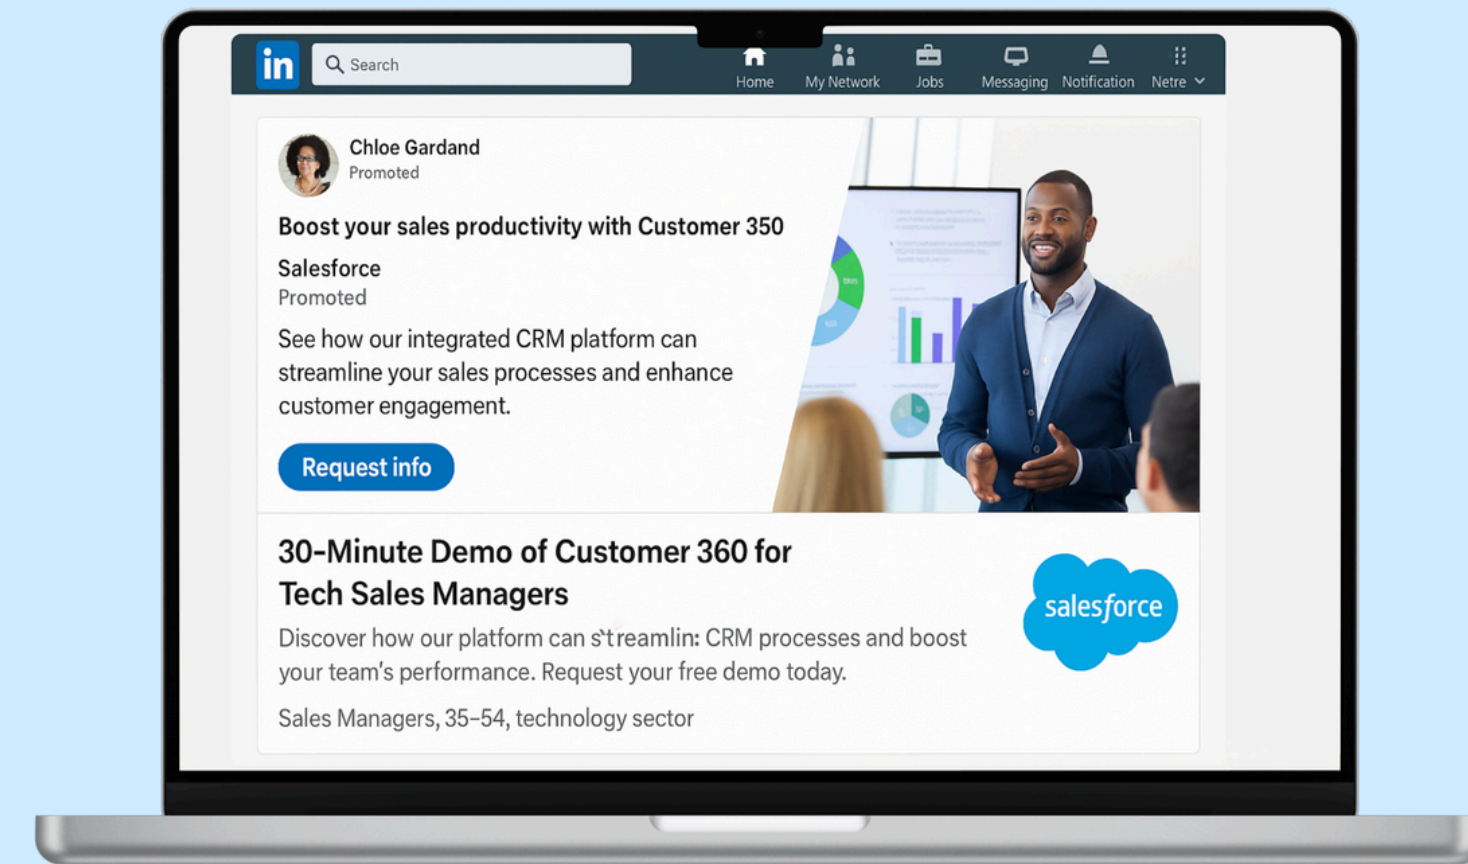 in
Search
Home
My Network
Jobs
Messaging
Notification
Netre
Chloe Gardand
Promoted
Boost your sales productivity with Customer 350
Salesforce
Promoted
See how our integrated CRM platform can
streamline your sales processes and enhance
customer engagement.
Request info
30-Minute Demo of Customer 360 for
Tech Sales Managers
Discover how our platform can s'treamlin: CRM processes and boost
your team's performance. Request your free demo today.
Sales Managers, 35–54, technology sector
salesforce